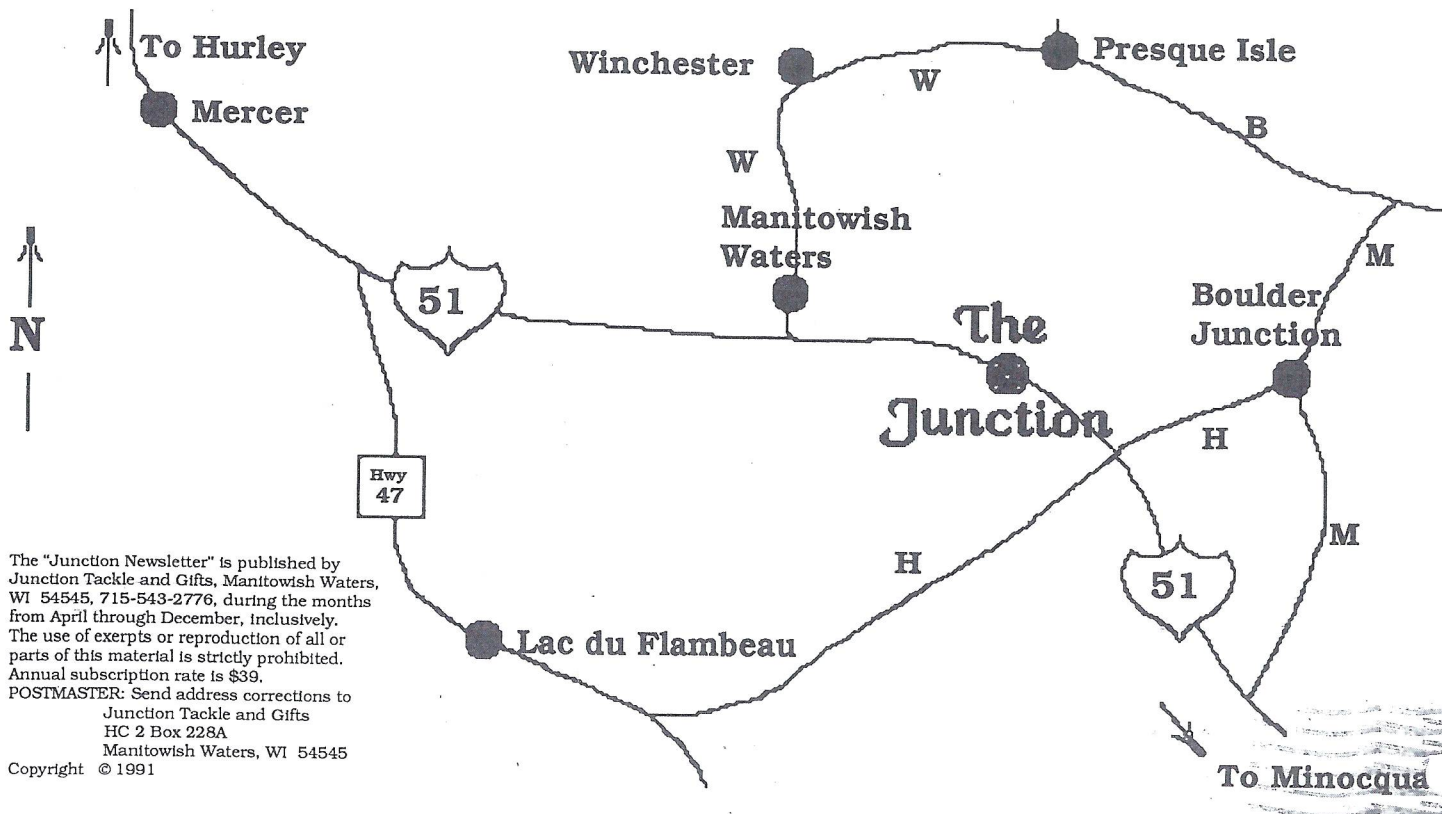 To Hurley
Mercer
Winchester
W
Presque Isle
B
W
Manitowish
Waters
N
51
M
Boulder
Junction
The
Junction
H
Hwy
47
H
M
51
Lac du Flambeau
To Minocqua
The "Junction Newsletter" is published by
Junction Tackle and Gifts, Manitowish Waters,
WI 54545, 715-543-2776, during the months
from April through December, inclusively.
The use of exerpts or reproduction of all or
parts of this material is strictly prohibited.
Annual subscription rate is $39.
POSTMASTER: Send address corrections to
Junction Tackle and Gifts
HC 2 Box 228A
Manitowish Waters, WI 54545
Copyright © 1991